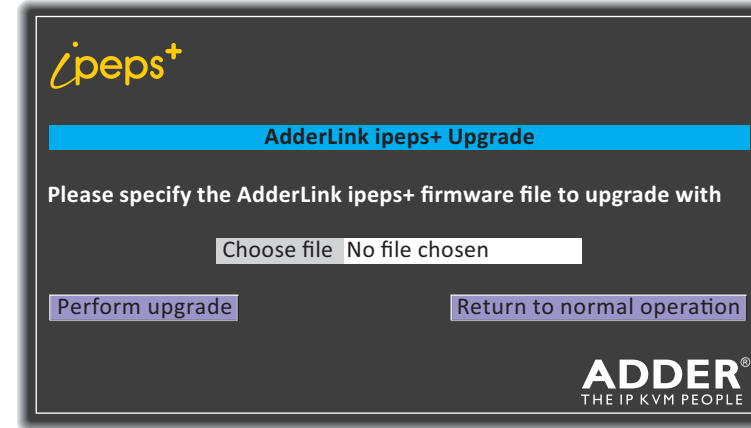 ipeps+
AdderLink ipeps+ Upgrade
Please specify the AdderLink ipeps+ firmware file to upgrade with
Choose file No file chosen
Perform upgrade
Return to normal operation
ADDER®
THE IP KVM PEOPLE